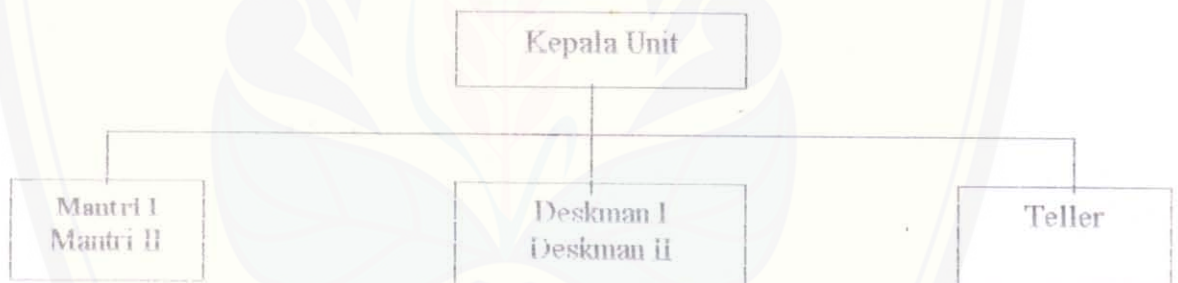 Kepala Unit
Mantri I
Mantri II
Deskman I
Deskman II
Teller